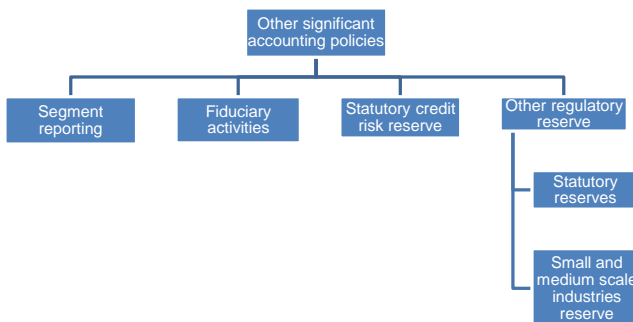 Other significant
accounting policies
Segment
reporting
Fiduciary
activities
Statutory credit
risk reserve
Other regulatory
reserve
Statutory
reserves
Small and
medium scale
industries
reserve